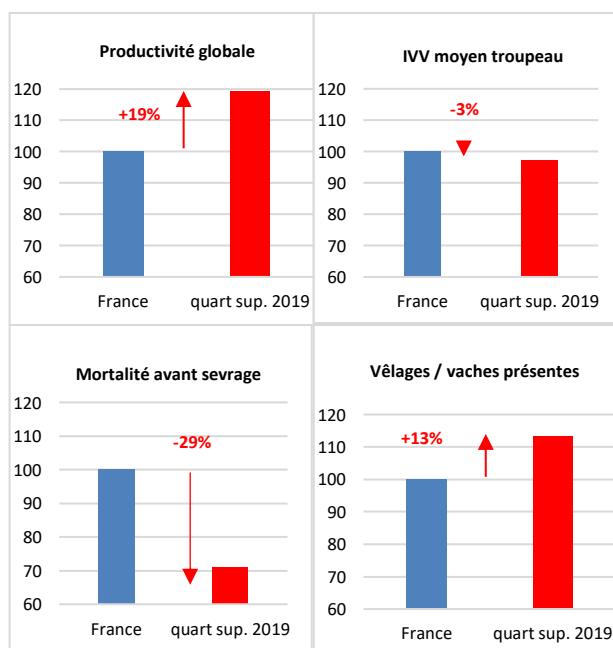 Productivité globale
120
110
100
90
80
70
60
+19%
France
quart sup. 2019
IVV moyen troupeau
120
110
100
90
80
70
60
-3%
France
quart sup. 2019
Mortalité avant sevrage
120
110
100
90
80
70
60
-29%
France
quart sup. 2019
Vêlages / vaches présentes
120
110
100
90
80
70
60
+13%
France
quart sup. 2019